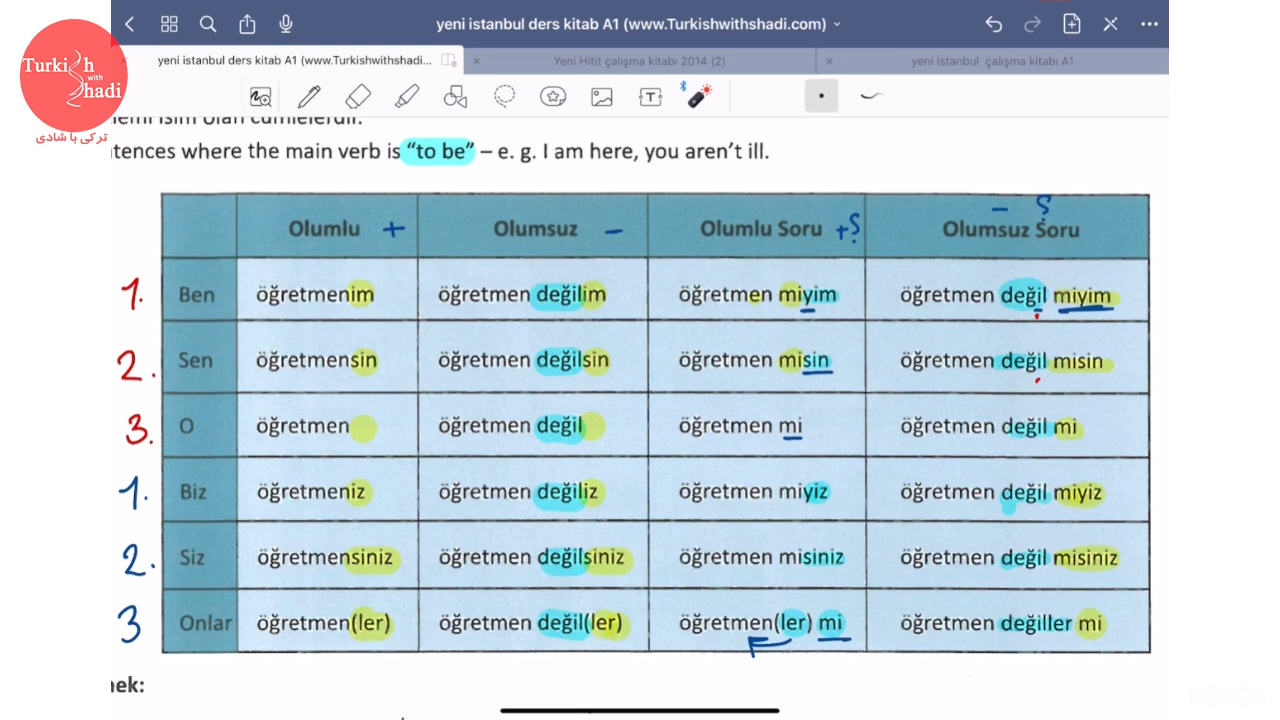 yeni istanbul ders kitab A1 (www.Turkishwithshadi.com)
yeni istanbul ders kitab A1 (www.Turkishwithshadi...
Yeni Hitit çalışma kitabı 2014 (2)
yeni istanbul çalışma kitabı A1
Turkish
with
Shadi
ترکی با شادی
isim olan cümlelerdir.
tences where the main verb is “to be” – e. g. I am here, you aren’t ill.
Olumlu + Olumsuz – Olumlu Soru +? Olumsuz Soru – ?
1. Ben öğretmenim öğretmen değilim öğretmen miyim öğretmen değil miyim
2. Sen öğretmensin öğretmen değilsin öğretmen misin öğretmen değil misin
3. O öğretmen öğretmen değil öğretmen mi öğretmen değil mi
1. Biz öğretmeniz öğretmen değiliz öğretmen miyiz öğretmen değil miyiz
2. Siz öğretmensiniz öğretmen değilsiniz öğretmen misiniz öğretmen değil misiniz
3 Onlar öğretmen(ler) öğretmen değil(ler) öğretmen(ler) mi öğretmen değiller mi
nek: